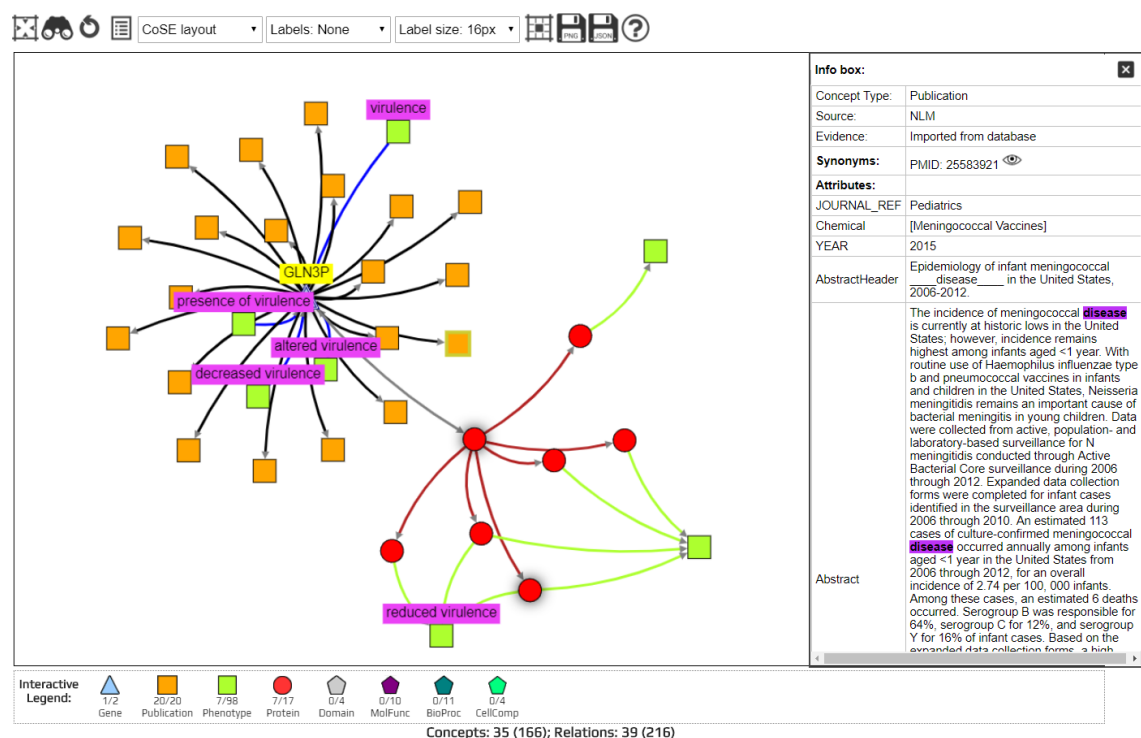 CoSE layout Labels: None Label size: 16px PNG JSON ?
virulence
GLN3P
presence of virulence
altered virulence
decreased virulence
reduced virulence
Info box:
Concept Type: Publication
Source: NLM
Evidence: Imported from database
Synonyms: PMID: 25583921
Attributes:
JOURNAL_REF Pediatrics
Chemical [Meningococcal Vaccines]
YEAR 2015
AbstractHeader Epidemiology of infant meningococcal
____disease____ in the United States,
2006-2012.
The incidence of meningococcal disease
is currently at historic lows in the United
States; however, incidence remains
highest among infants aged <1 year. With
routine use of Haemophilus influenzae type
b and pneumococcal vaccines in infants
and children in the United States, Neisseria
meningitidis remains an important cause of
bacterial meningitis in young children. Data
were collected from active, population- and
laboratory-based surveillance for N
meningitidis conducted through Active
Bacterial Core surveillance during 2006
through 2012. Expanded data collection
forms were completed for infant cases
identified in the surveillance area during
2006 through 2010. An estimated 113
cases of culture-confirmed meningococcal
disease occurred annually among infants
aged <1 year in the United States from
Abstract 2006 through 2012, for an overall
incidence of 2.74 per 100, 000 infants.
Among these cases, an estimated 6 deaths
occurred. Serogroup B was responsible for
64%, serogroup C for 12%, and serogroup
Y for 16% of infant cases. Based on the
expanded data collection forms, a high
Interactive
Legend:
1/2 20/20 7/98 7/17 0/4 0/10 0/11 0/4
Gene Publication Phenotype Protein Domain MolFunc BioProc CellComp
Concepts: 35 (166); Relations: 39 (216)